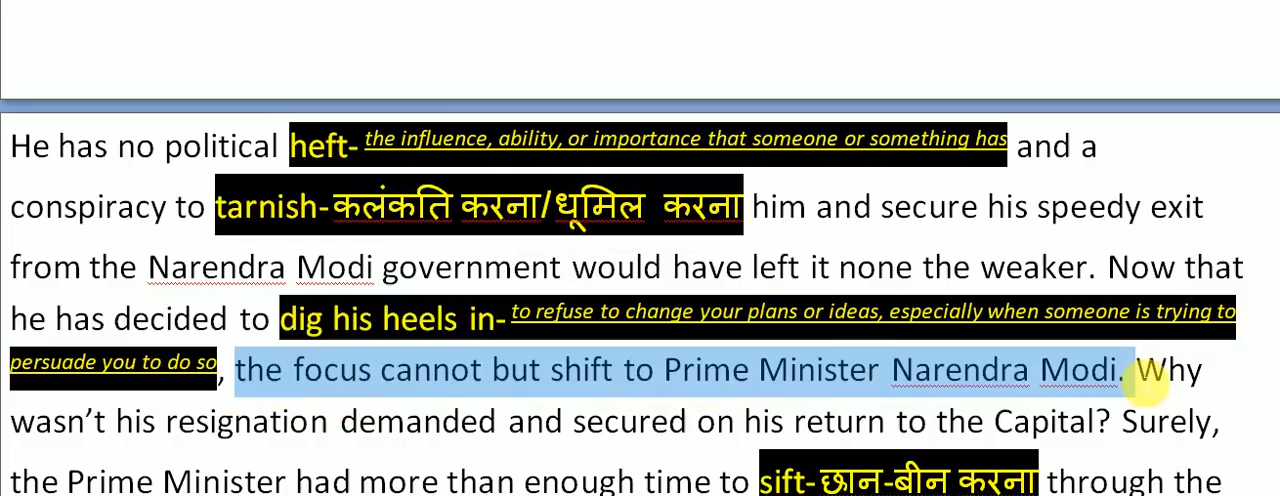 He has no political heft- the influence, ability, or importance that someone or something has and a
conspiracy to tarnish-कलंकति करना/धूमिल करना him and secure his speedy exit
from the Narendra Modi government would have left it none the weaker. Now that
he has decided to dig his heels in- to refuse to change your plans or ideas, especially when someone is trying to
persuade you to do so, the focus cannot but shift to Prime Minister Narendra Modi. Why
wasn’t his resignation demanded and secured on his return to the Capital? Surely,
the Prime Minister had more than enough time to sift-छान-बीन करना through the